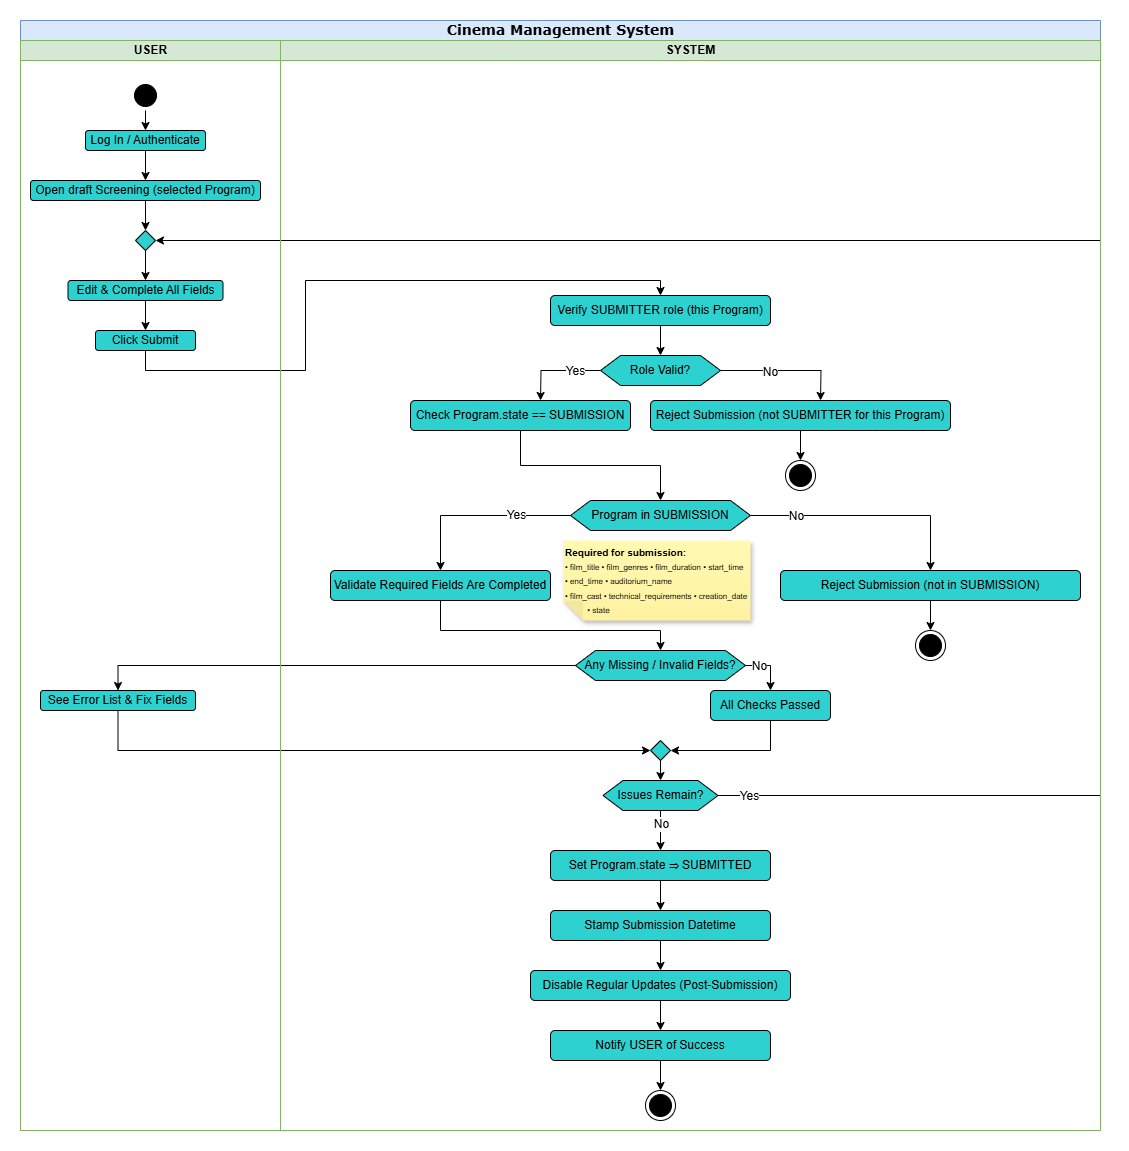 Cinema Management System
USER
SYSTEM
Log In / Authenticate
Open draft Screening (selected Program)
Edit & Complete All Fields
Click Submit
Verify SUBMITTER role (this Program)
Role Valid?
Yes
No
Check Program.state == SUBMISSION
Reject Submission (not SUBMITTER for this Program)
Program in SUBMISSION
Yes
No
Required for submission:
• film_title • film_genres • film_duration • start_time
• end_time • auditorium_name
• film_cast • technical_requirements • creation_date
• state
Validate Required Fields Are Completed
Reject Submission (not in SUBMISSION)
Any Missing / Invalid Fields?
No
See Error List & Fix Fields
All Checks Passed
Issues Remain?
Yes
No
Set Program.state ⇒ SUBMITTED
Stamp Submission Datetime
Disable Regular Updates (Post-Submission)
Notify USER of Success